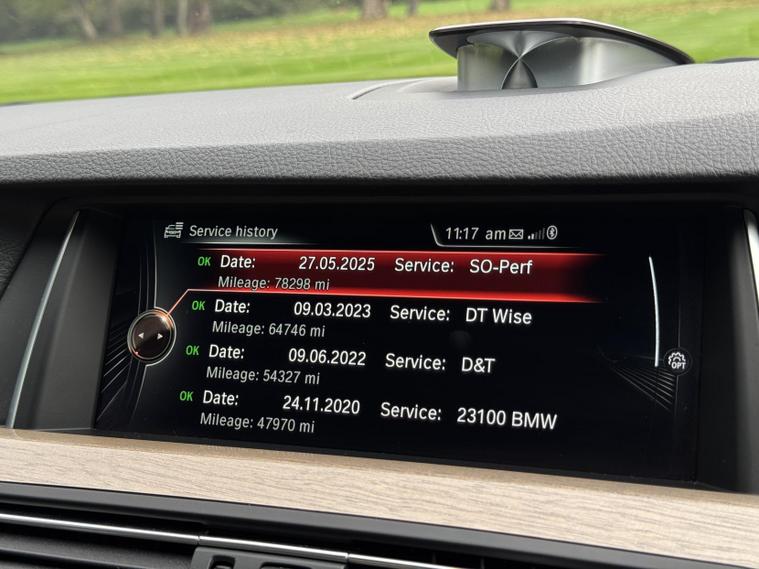 Service history
11:17 am
OK Date: 27.05.2025 Service: SO-Perf
Mileage: 78298 mi
OK Date: 09.03.2023 Service: DT Wise
Mileage: 64746 mi
OK Date: 09.06.2022 Service: D&T
Mileage: 54327 mi
OK Date: 24.11.2020 Service: 23100 BMW
Mileage: 47970 mi
OPT